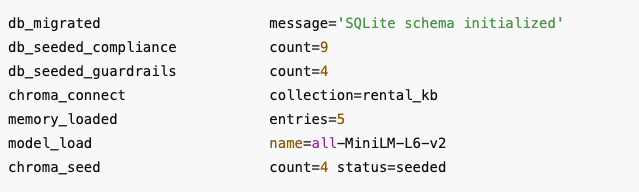 db_migrated message='SQLite schema initialized'
db_seeded_compliance count=9
db_seeded_guardrails count=4
chroma_connect collection=rental_kb
memory_loaded entries=5
model_load name=all-MiniLM-L6-v2
chroma_seed count=4 status=seeded